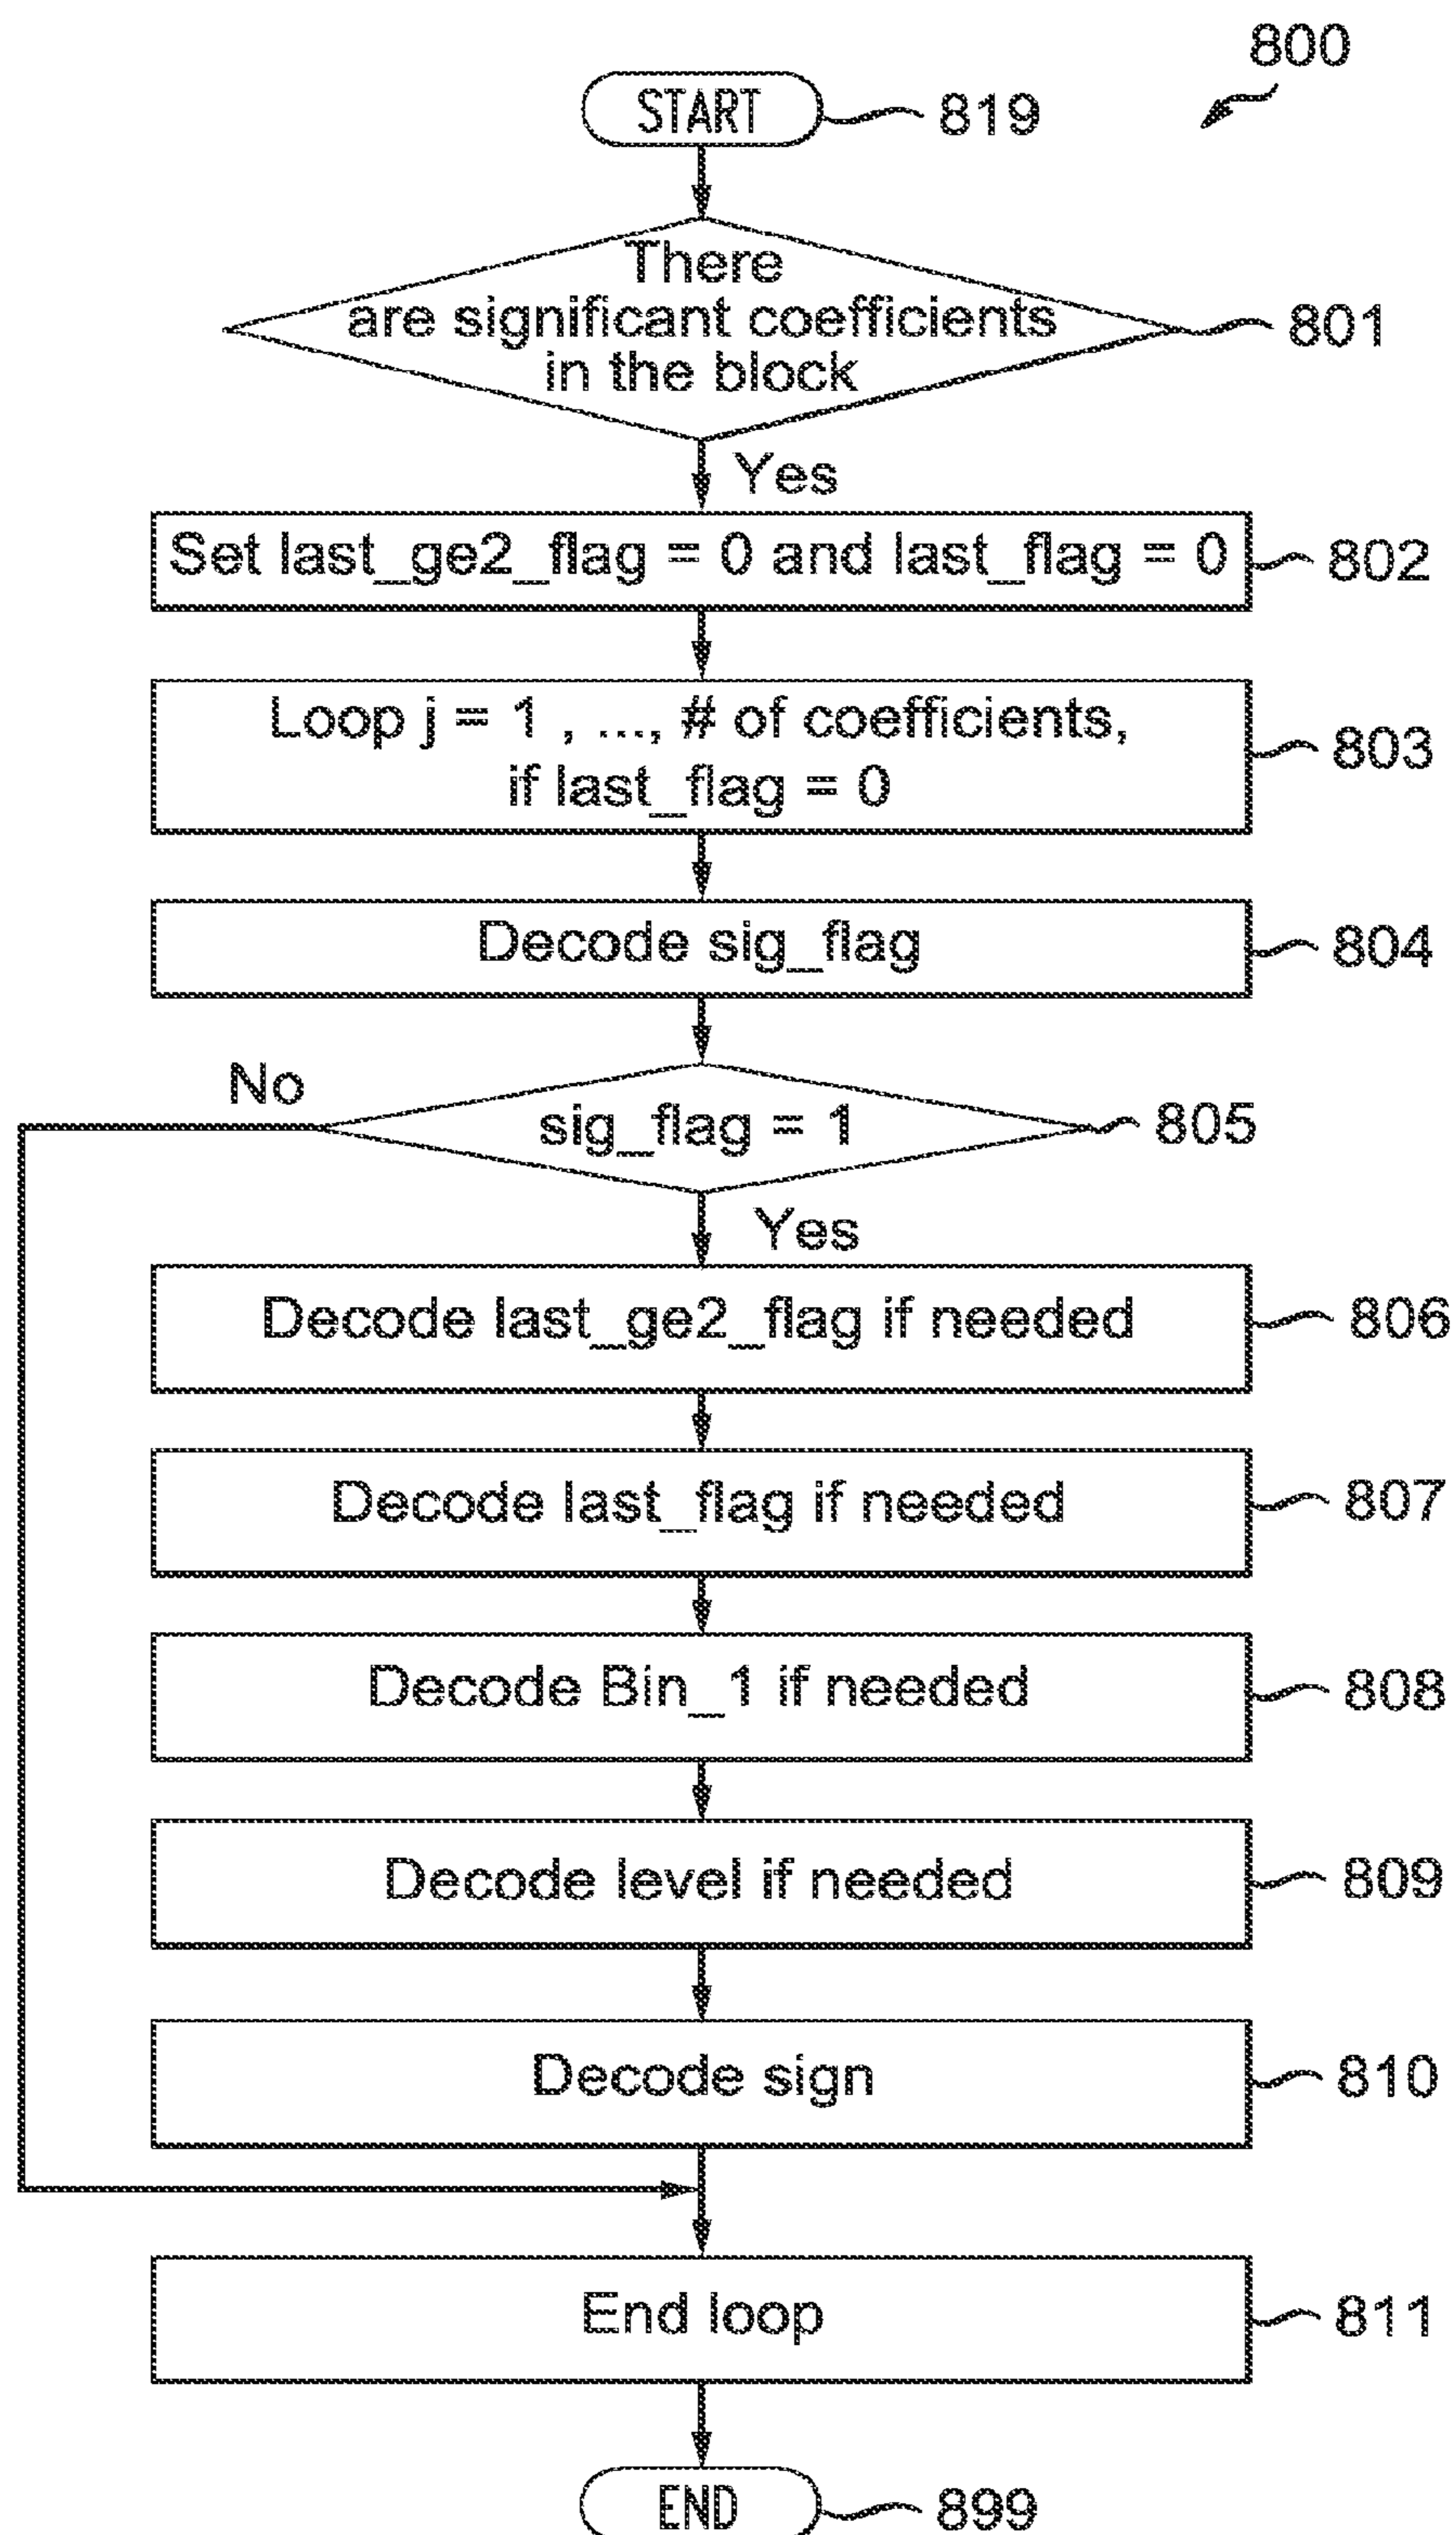 800
START 819
There
are significant coefficients 801
in the block
Yes
Set last_ge2_flag = 0 and last_flag = 0 802
Loop j = 1 , ..., # of coefficients,
if last_flag = 0
803
Decode sig_flag 804
No
sig_flag = 1 805
Yes
Decode last_ge2_flag if needed 806
Decode last_flag if needed 807
Decode Bin_1 if needed 808
Decode level if needed 809
Decode sign 810
End loop 811
END 899